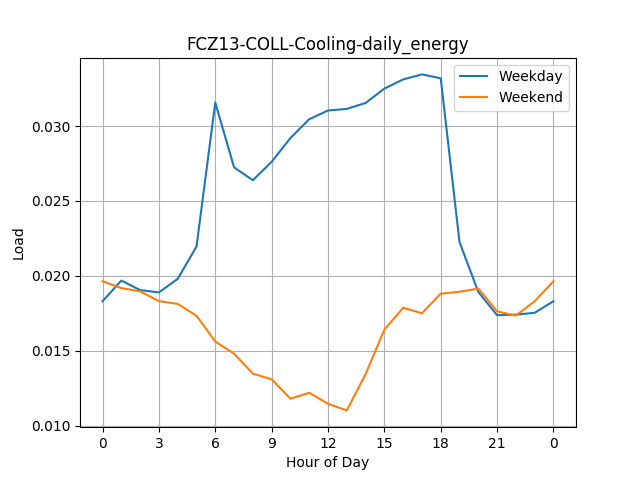 FCZ13-COLL-Cooling-daily_energy
Weekday
Weekend
0.030
0.025
0.020
0.015
0.010
Load
0 3 6 9 12 15 18 21 0
Hour of Day